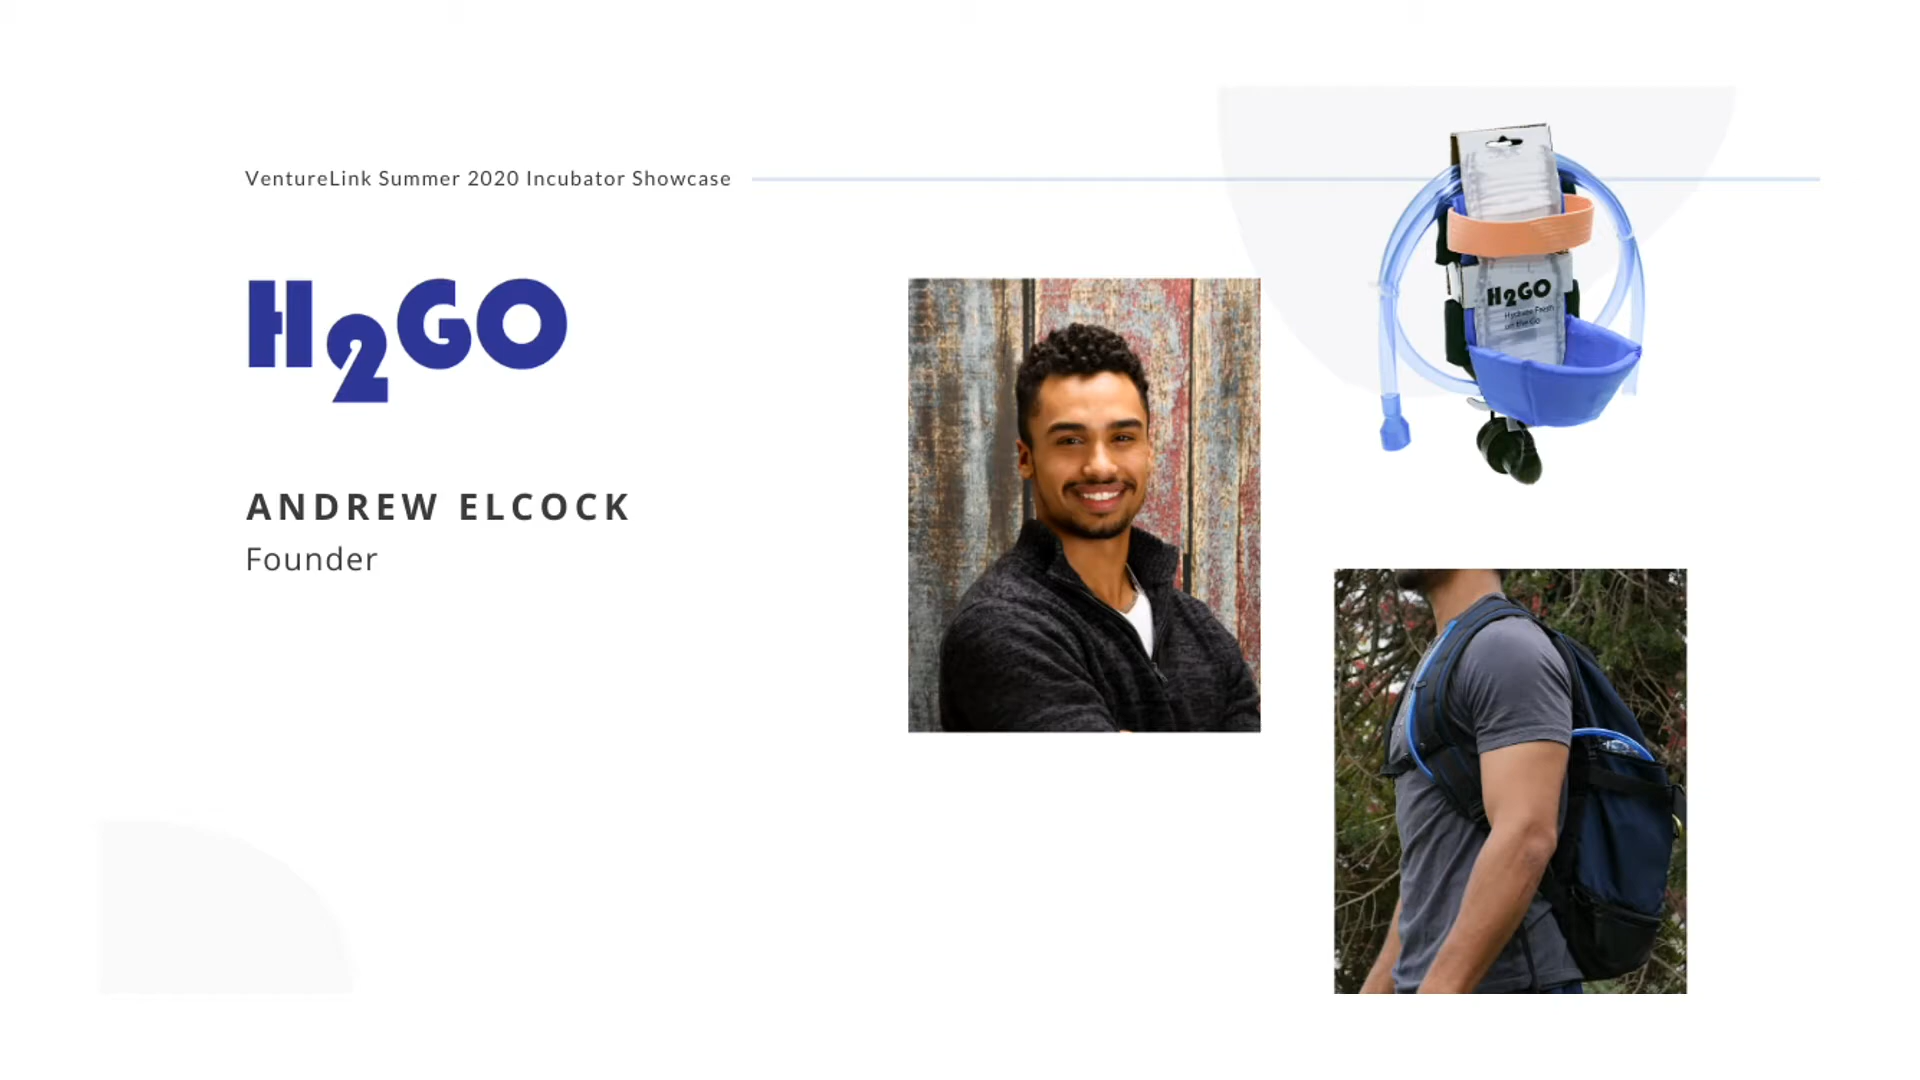 VentureLink Summer 2020 Incubator Showcase
H2GO
ANDREW ELCOCK
Founder
H2GO
Hydrate Fresh
on the Go